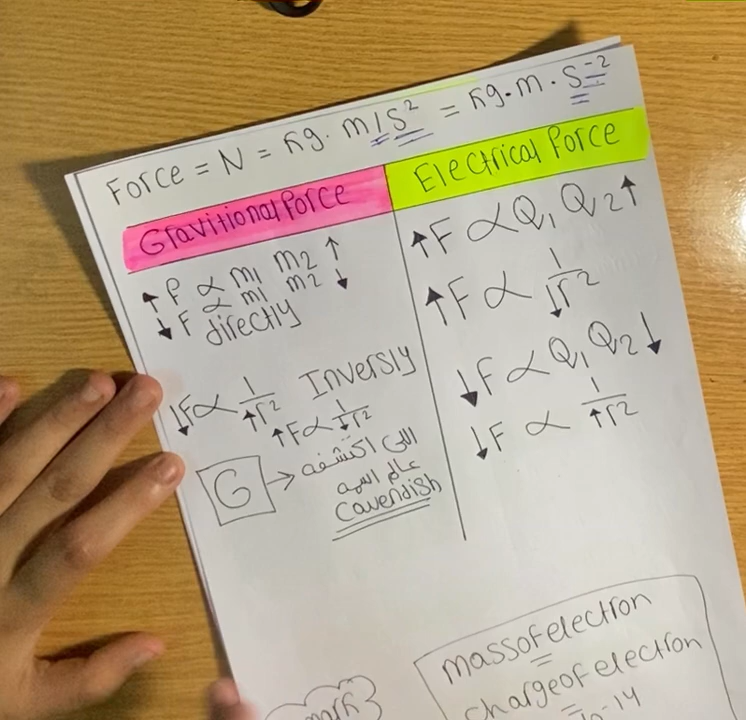 Force = N = kg. m/s² = kg.m.s⁻²
Gravitional Force
Electrical Force
↑ F ∝ m₁ m₂ ↑
↓ F ∝ m₁ m₂ ↓
directly
↓F ∝ 1/↑r² Inversly
↑F ∝ 1/↓r²
G → اللى اكتشفه
عالم اسمه
Cavendish
↑F ∝ Q₁ Q₂↑
↑F ∝ 1/↓r²
↓F ∝ Q₁ Q₂↓
↓F ∝ 1/↑r²
mass of electron
charge of electron